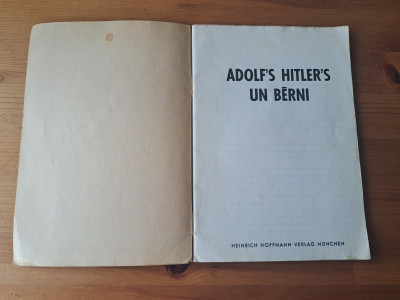 ADOLF'S HITLER'S
UN BĒRNI
HEINRICH HOFFMANN VERLAG MÜNCHEN